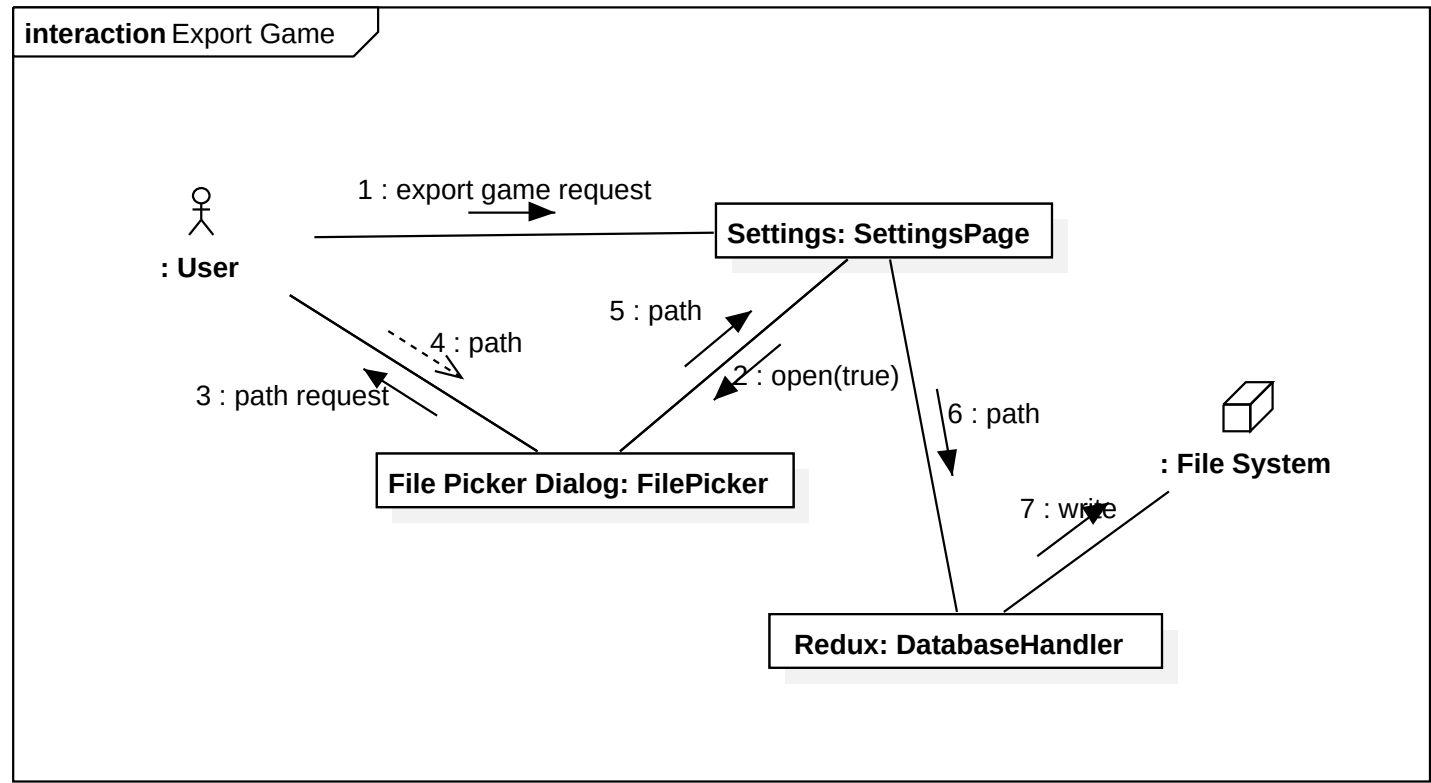 interaction Export Game
1 : export game request
Settings: SettingsPage
: User
5 : path
4 : path
2 : open(true)
3 : path request
6 : path
: File System
File Picker Dialog: FilePicker
7 : write
Redux: DatabaseHandler